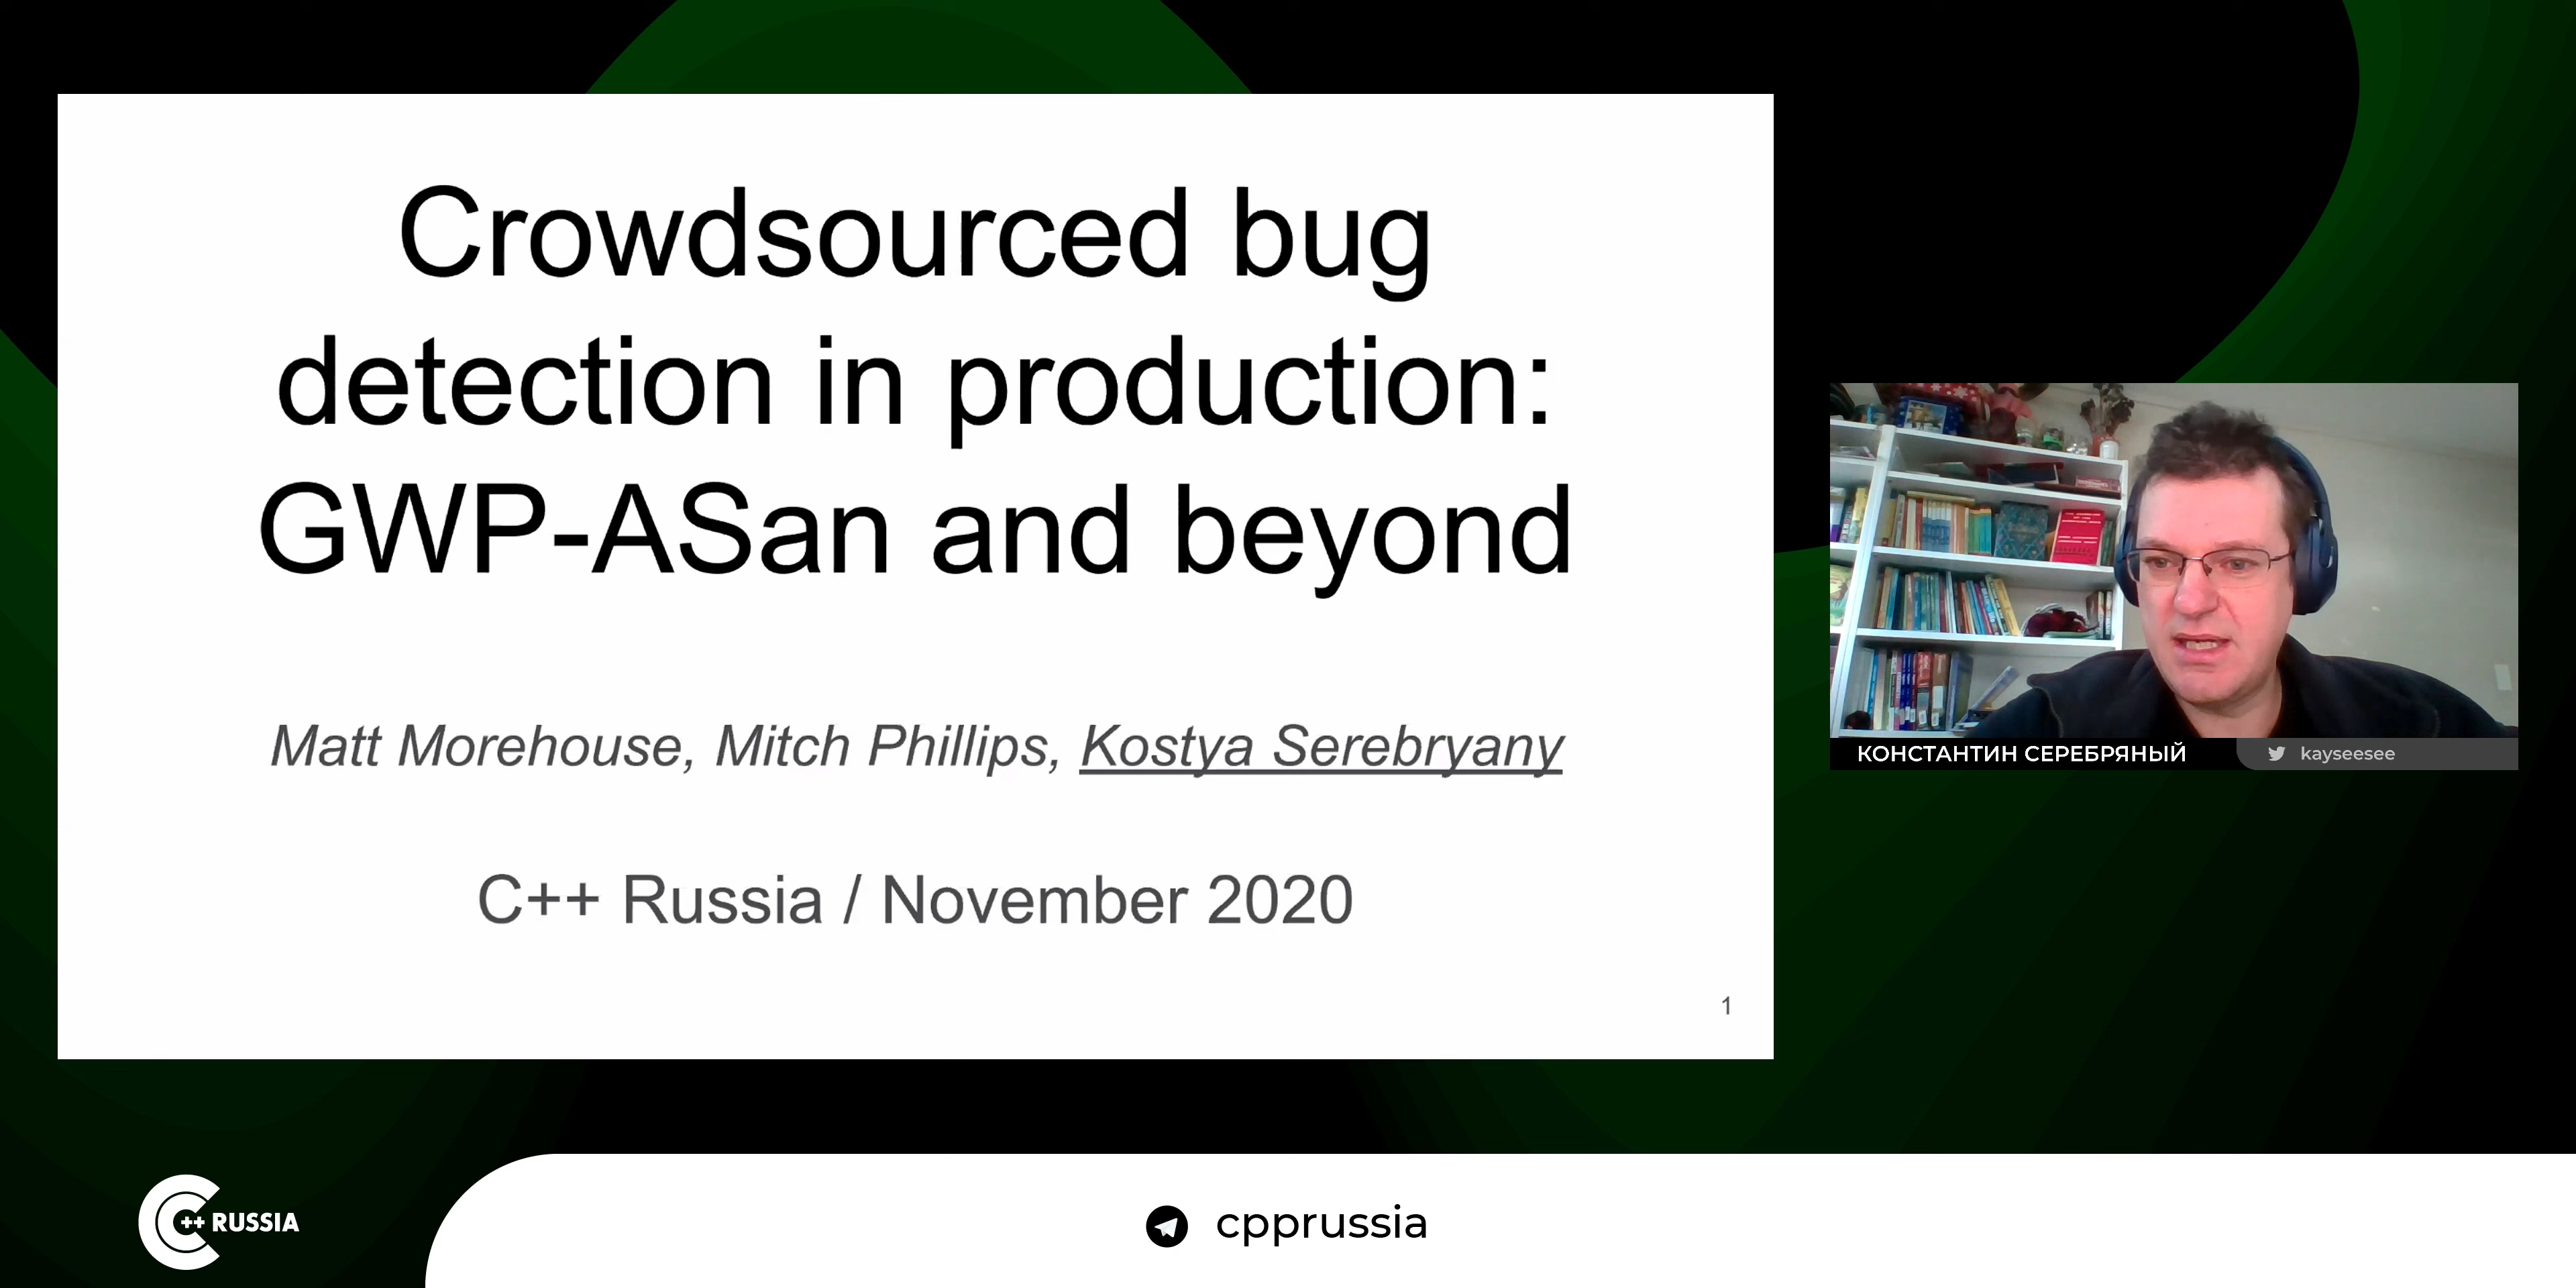 Crowdsourced bug
detection in production:
GWP-ASan and beyond
Matt Morehouse, Mitch Phillips, Kostya Serebryany
C++ Russia / November 2020
1
КОНСТАНТИН СЕРЕБРЯНЫЙ
kayseesee
C++ RUSSIA
cpprussia